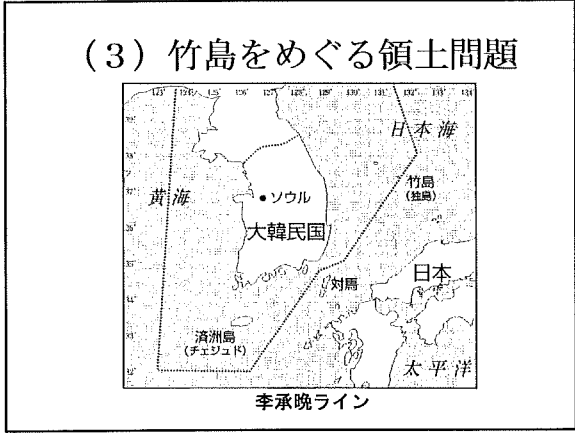 (3)竹島をめぐる領土問題
日本海
竹島
(独島)
黄海
ソウル
大韓民国
日本
対馬
済洲島
(チェジュド)
太平洋
李承晩ライン